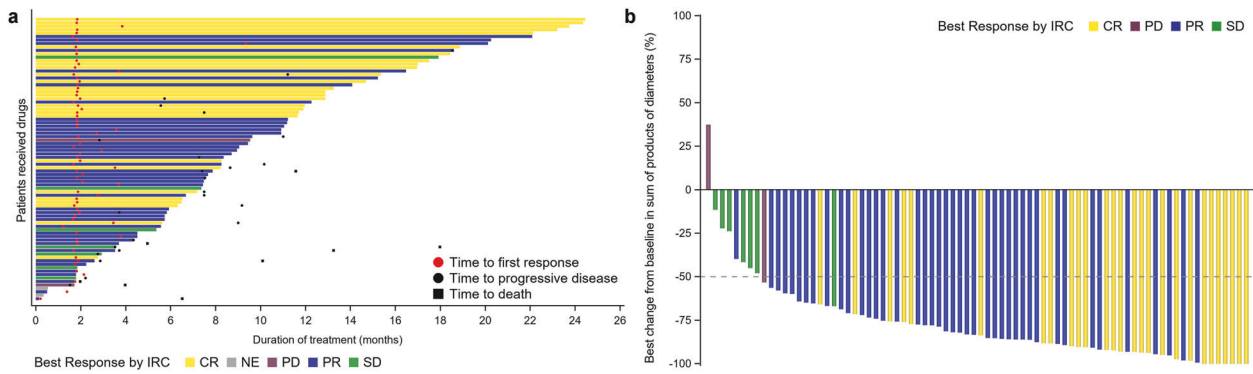 a
Patients received drugs
Time to first response
Time to progressive disease
Time to death
0 2 4 6 8 10 12 14 16 18 20 22 24 26
Duration of treatment (months)
Best Response by IRC CR NE PD PR SD
b
Best Response by IRC CR PD PR SD
Best change from baseline in sum of products of diameters (%)
100
75
50
25
0
-25
-50
-75
-100